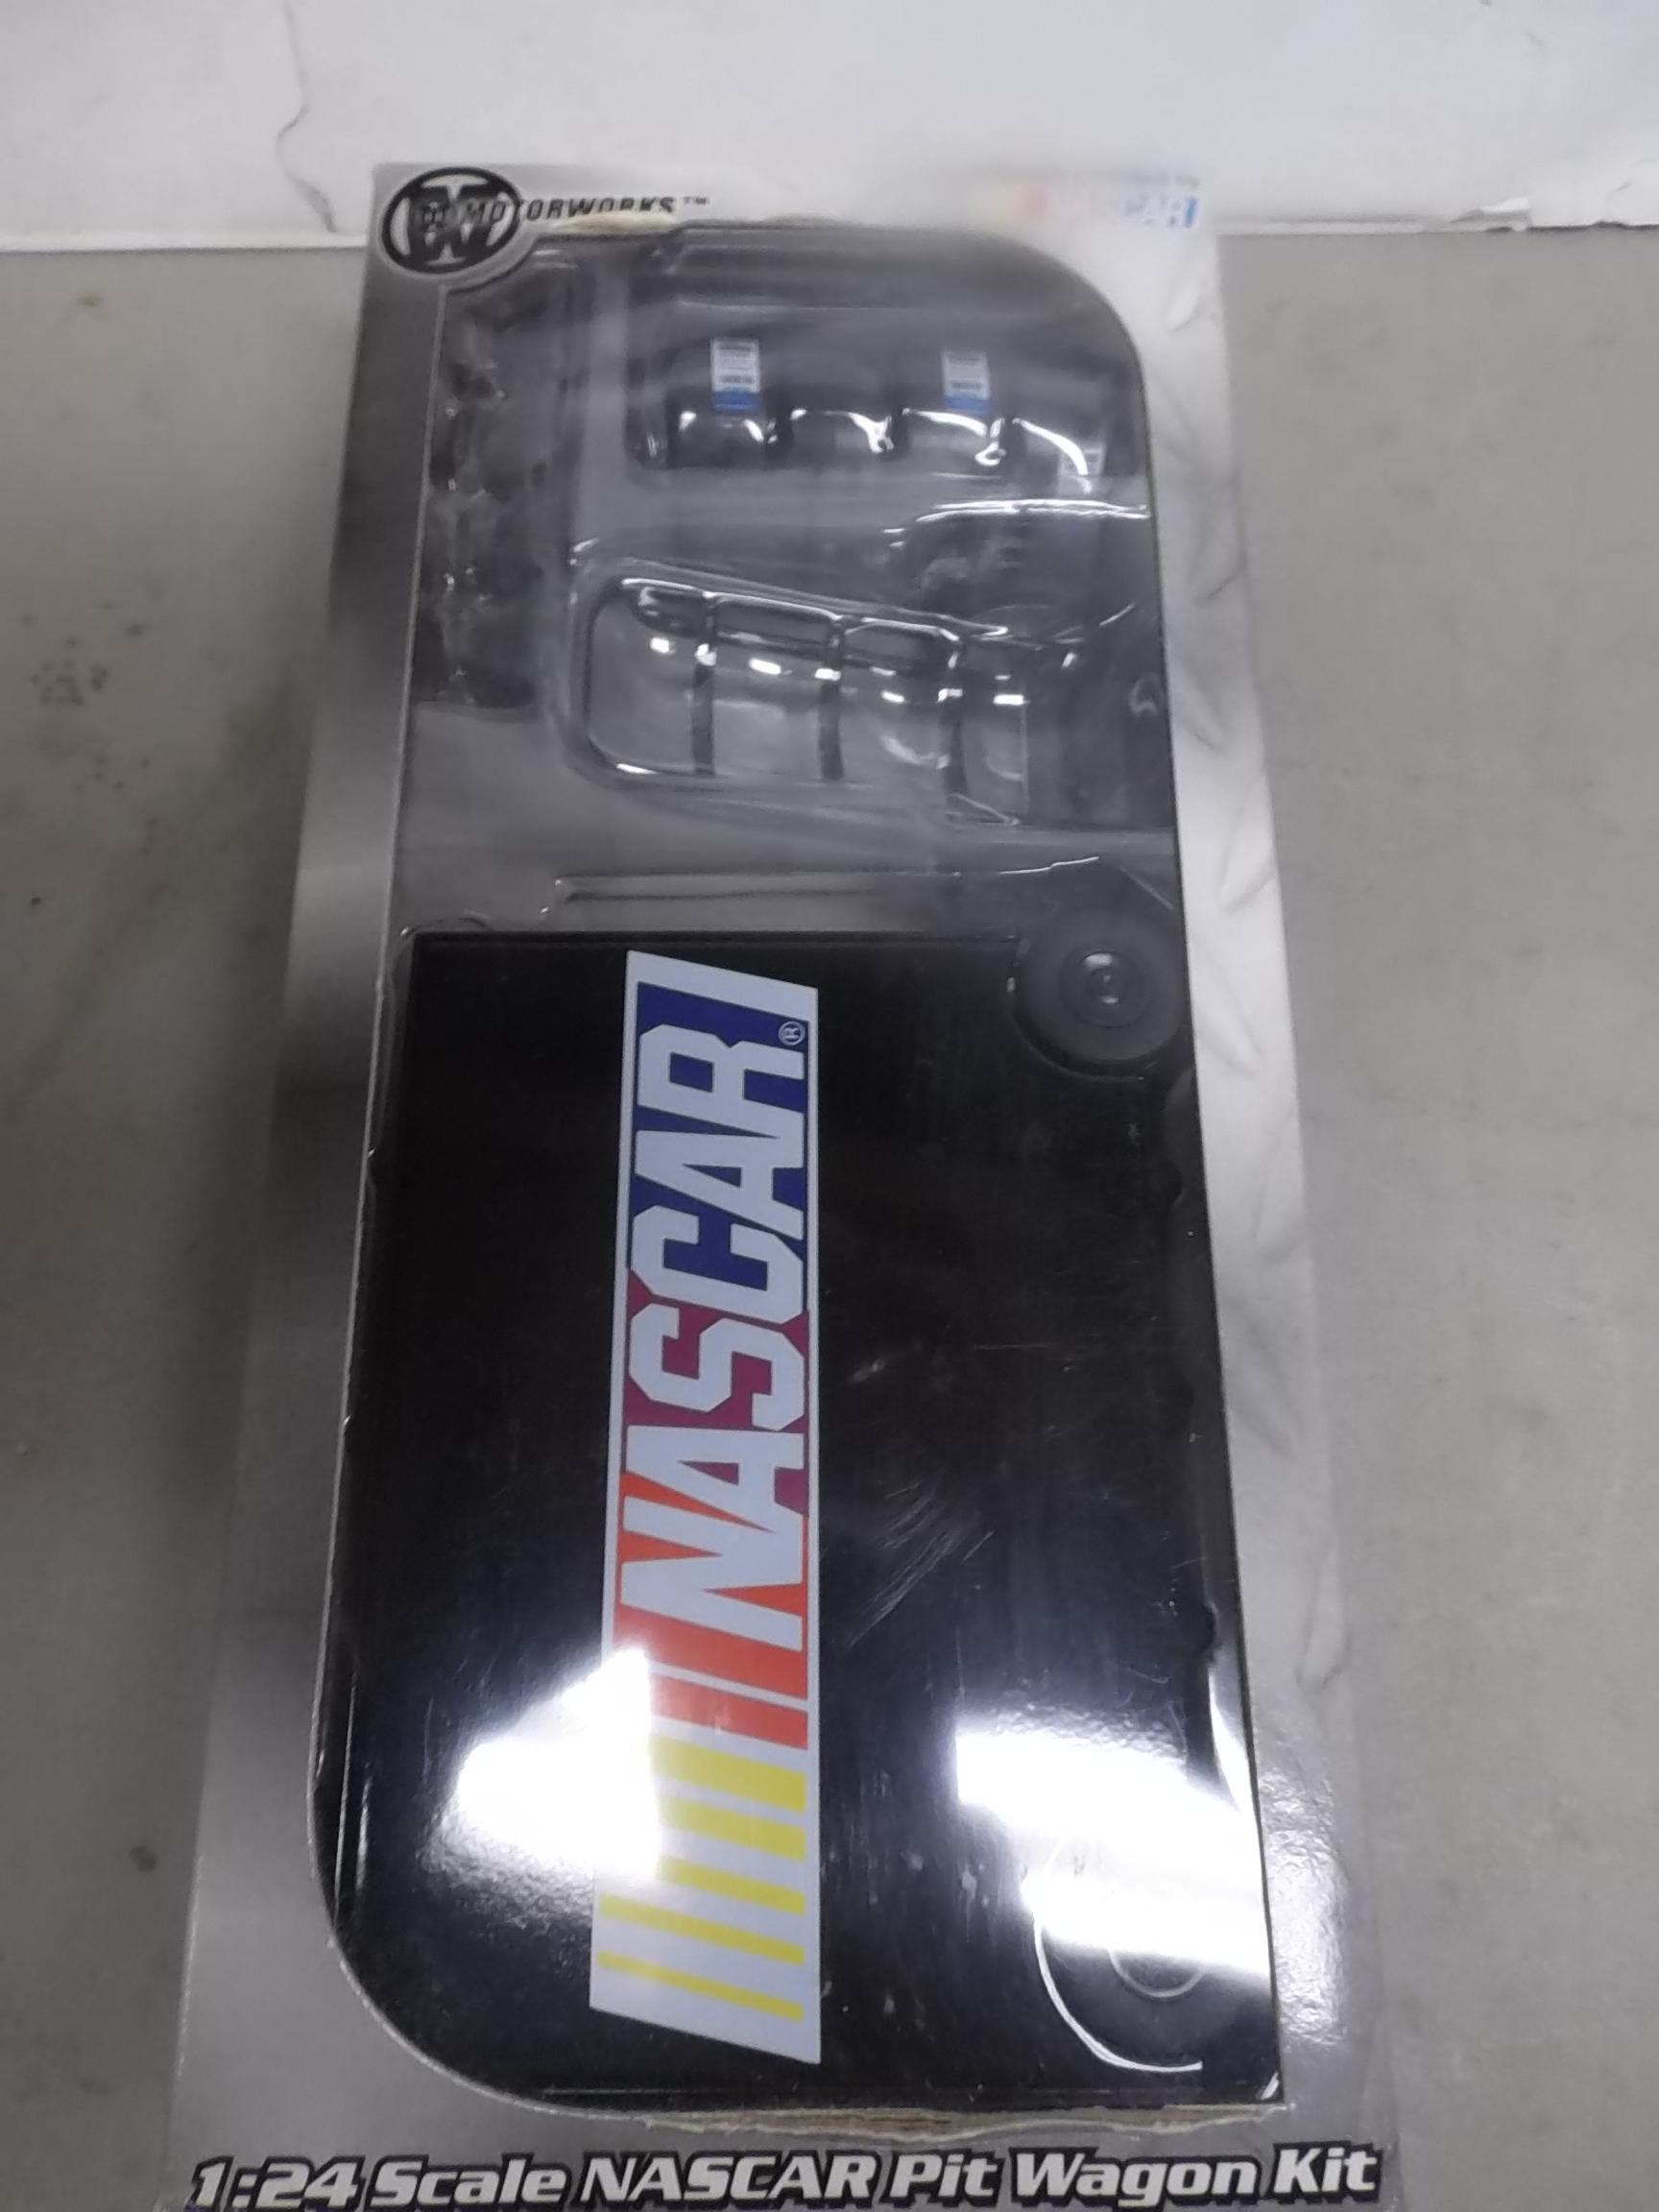 MOTORWORKS™
NASCAR®
1:24 Scale NASCAR Pit Wagon Kit